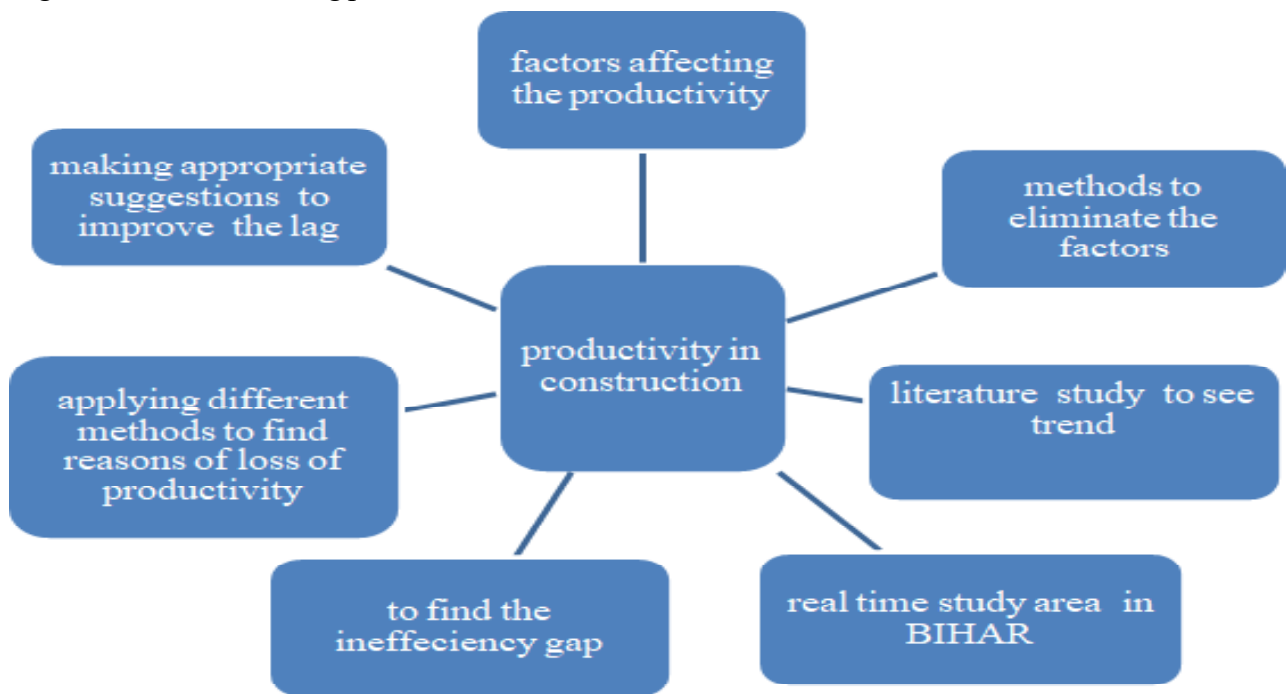 factors affecting
the productivity
methods to
eliminate the
factors
literature study to see
trend
real time study area in
BIHAR
to find the
ineffeciency gap
applying different
methods to find
reasons of loss of
productivity
making appropriate
suggestions to
improve the lag
productivity in
construction